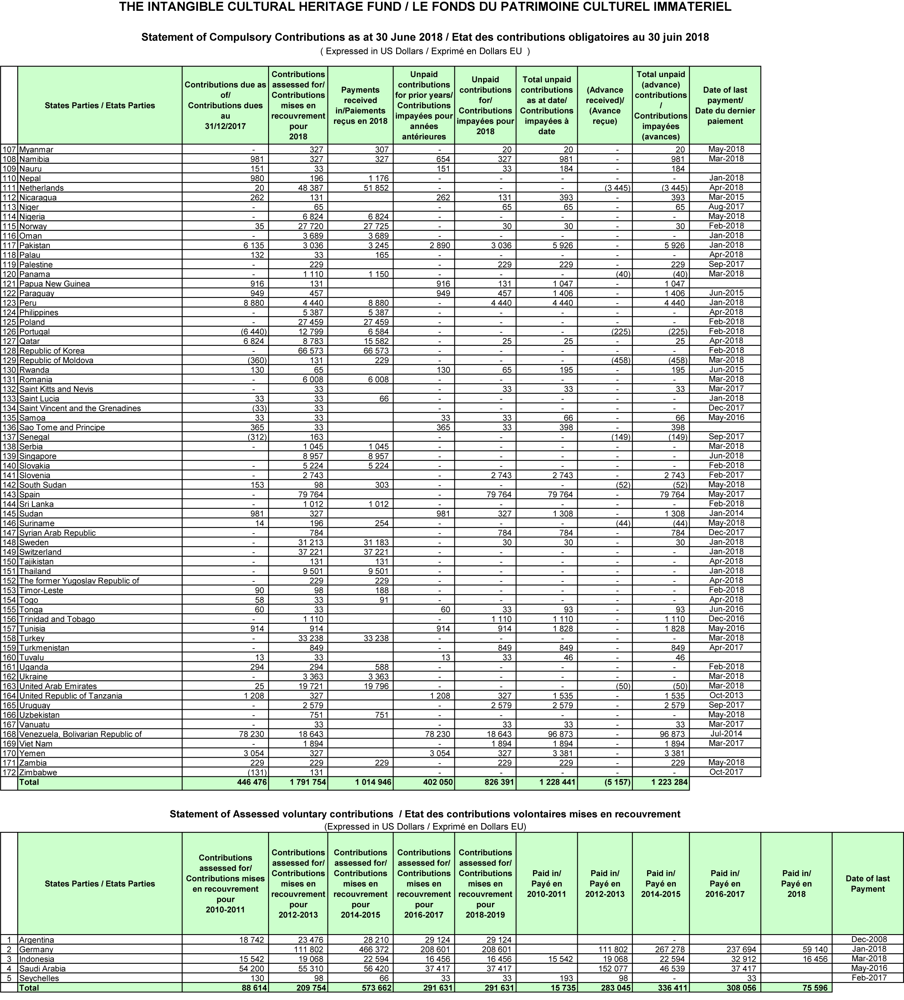 THE INTANGIBLE CULTURAL HERITAGE FUND / LE FONDS DU PATRIMOINE CULTUREL IMMATERIEL
Statement of Compulsory Contributions as at 30 June 2018 / Etat des contributions obligatoires au 30 juin 2018
( Expressed in US Dollars / Exprimé en Dollars EU )
States Parties / Etats Parties
Contributions due as of/ Contributions dues au 31/12/2017
Contributions assessed for/ Contributions mises en recouvrement pour 2018
Payments received in/Paiements reçus en 2018
Unpaid contributions for prior years/ Contributions impayées pour années antérieures
Unpaid contributions for/ Contributions impayées pour 2018
Total unpaid contributions as at date/ Contributions impayées à date
(Advance received)/ (Avance reçue)
Total unpaid (advance) contributions / Contributions impayées (avances)
Date of last payment/ Date du dernier paiement
107 Myanmar - 327 307 - 20 20 - 20 May-2018
108 Namibia 981 327 327 654 327 981 - 981 Mar-2018
109 Nauru 151 33 151 33 184 - 184
110 Nepal 980 196 1 176 - - - - - Jan-2018
111 Netherlands 20 48 387 51 852 - - - (3 445) (3 445) Apr-2018
112 Nicaragua 262 131 262 131 393 - 393 Mar-2015
113 Niger - 65 - 65 65 - 65 Aug-2017
114 Nigeria - 6 824 6 824 - - - - - May-2018
115 Norway 35 27 720 27 725 - 30 30 - 30 Feb-2018
116 Oman - 3 689 3 689 - - - - - Jan-2018
117 Pakistan 6 135 3 036 3 245 2 890 3 036 5 926 - 5 926 Jan-2018
118 Palau 132 33 165 - - - - - Apr-2018
119 Palestine - 229 - 229 229 - 229 Sep-2017
120 Panama - 1 110 1 150 - - - (40) (40) Mar-2018
121 Papua New Guinea 916 131 916 131 1 047 - 1 047
122 Paraguay 949 457 949 457 1 406 - 1 406 Jun-2015
123 Peru 8 880 4 440 8 880 - 4 440 4 440 - 4 440 Jan-2018
124 Philippines - 5 387 5 387 - - - - - Apr-2018
125 Poland - 27 459 27 459 - - - - - Feb-2018
126 Portugal (6 440) 12 799 6 584 - - - (225) (225) Feb-2018
127 Qatar 6 824 8 783 15 582 - 25 25 - 25 Apr-2018
128 Republic of Korea - 66 573 66 573 - - - - - Feb-2018
129 Republic of Moldova (360) 131 229 - - - (458) (458) Mar-2018
130 Rwanda 130 65 130 65 195 - 195 Jun-2015
131 Romania - 6 008 6 008 - - - - - Mar-2018
132 Saint Kitts and Nevis - 33 - 33 33 - 33 Mar-2017
133 Saint Lucia 33 33 66 - - - - - Jan-2018
134 Saint Vincent and the Grenadines (33) 33 - - - - - Dec-2017
135 Samoa 33 33 33 33 66 - 66 May-2016
136 Sao Tome and Principe 365 33 365 33 398 - 398
137 Senegal (312) 163 - - - (149) (149) Sep-2017
138 Serbia - 1 045 1 045 - - - - - Mar-2018
139 Singapore 8 957 8 957 - - - - - Jun-2018
140 Slovakia - 5 224 5 224 - - - - - Feb-2018
141 Slovenia - 2 743 - 2 743 2 743 - 2 743 Feb-2017
142 South Sudan 153 98 303 - - - (52) (52) May-2018
143 Spain - 79 764 - 79 764 79 764 - 79 764 May-2017
144 Sri Lanka - 1 012 1 012 - - - - - Feb-2018
145 Sudan 981 327 981 327 1 308 - 1 308 Jan-2014
146 Suriname 14 196 254 - - - (44) (44) May-2018
147 Syrian Arab Republic - 784 - 784 784 - 784 Dec-2017
148 Sweden - 31 213 31 183 - 30 30 - 30 Jan-2018
149 Switzerland - 37 221 37 221 - - - - - Jan-2018
150 Tajikistan - 131 131 - - - - - Apr-2018
151 Thailand - 9 501 9 501 - - - - - Jan-2018
152 The former Yugoslav Republic of - 229 229 - - - - - Apr-2018
153 Timor-Leste 90 98 188 - - - - - Feb-2018
154 Togo 58 33 91 - - - - - Apr-2018
155 Tonga 60 33 60 33 93 - 93 Jun-2016
156 Trinidad and Tobago - 1 110 - 1 110 1 110 - 1 110 Dec-2016
157 Tunisia 914 914 914 914 1 828 - 1 828 May-2016
158 Turkey - 33 238 33 238 - - - - - Mar-2018
159 Turkmenistan - 849 - 849 849 - 849 Apr-2017
160 Tuvalu 13 33 13 33 46 - 46
161 Uganda 294 294 588 - - - - - Feb-2018
162 Ukraine - 3 363 3 363 - - - - - Mar-2018
163 United Arab Emirates 25 19 721 19 796 - - - (50) (50) Mar-2018
164 United Republic of Tanzania 1 208 327 1 208 327 1 535 - 1 535 Oct-2013
165 Uruguay - 2 579 - 2 579 2 579 - 2 579 Sep-2017
166 Uzbekistan - 751 751 - - - - - May-2018
167 Vanuatu - 33 - 33 33 - 33 Mar-2017
168 Venezuela, Bolivarian Republic of 78 230 18 643 78 230 18 643 96 873 - 96 873 Jul-2014
169 Viet Nam - 1 894 - 1 894 1 894 - 1 894 Mar-2017
170 Yemen 3 054 327 3 054 327 3 381 - 3 381
171 Zambia 229 229 229 - 229 229 - 229 May-2018
172 Zimbabwe (131) 131 - - - - - Oct-2017
Total 446 476 1 791 754 1 014 946 402 050 826 391 1 228 441 (5 157) 1 223 284
Statement of Assessed voluntary contributions / Etat des contributions volontaires mises en recouvrement
(Expressed in US Dollars / Exprimé en Dollars EU)
States Parties / Etats Parties
Contributions assessed for/ Contributions mises en recouvrement pour 2010-2011
Contributions assessed for/ Contributions mises en recouvrement pour 2012-2013
Contributions assessed for/ Contributions mises en recouvrement pour 2014-2015
Contributions assessed for/ Contributions mises en recouvrement pour 2016-2017
Contributions assessed for/ Contributions mises en recouvrement pour 2018-2019
Paid in/ Payé en 2010-2011
Paid in/ Payé en 2012-2013
Paid in/ Payé en 2014-2015
Paid in/ Payé en 2016-2017
Paid in/ Payé en 2018
Date of last Payment
1 Argentina 18 742 23 476 28 210 29 124 29 124 - Dec-2008
2 Germany 111 802 466 372 208 601 208 601 111 802 267 278 237 694 59 140 Jan-2018
3 Indonesia 15 542 19 068 22 594 16 456 16 456 15 542 19 068 22 594 32 912 16 456 Mar-2018
4 Saudi Arabia 54 200 55 310 56 420 37 417 37 417 152 077 46 539 37 417 May-2016
5 Seychelles 130 98 66 33 33 193 98 - 33 Feb-2017
Total 88 614 209 754 573 662 291 631 291 631 15 735 283 045 336 411 308 056 75 596